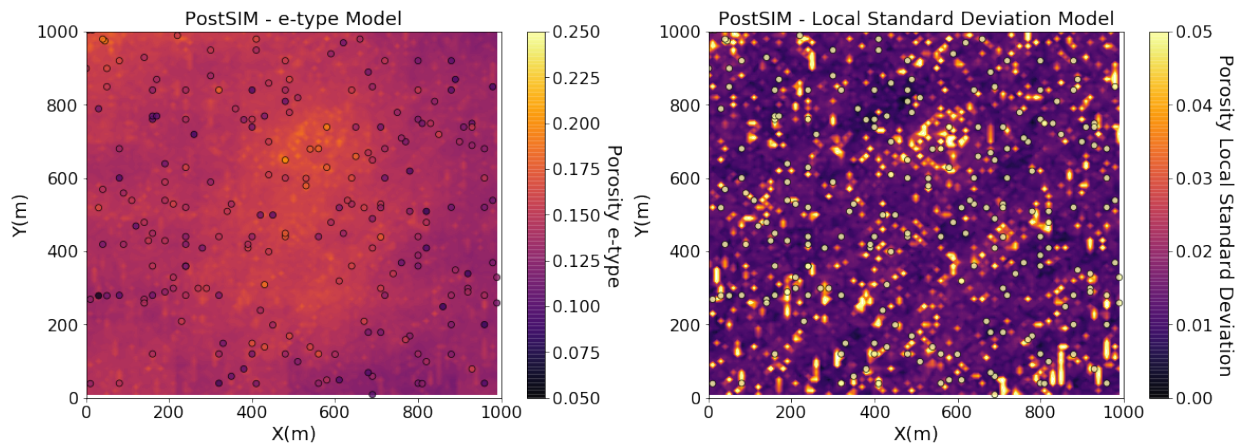 PostSIM - e-type Model
1000
800
600
400
200
0
Y(m)
0 200 400 600 800 1000
X(m)
0.250
0.225
0.200
0.175
0.150
0.125
0.100
0.075
0.050
Porosity e-type
PostSIM - Local Standard Deviation Model
1000
800
600
400
200
0
Y(m)
0 200 400 600 800 1000
X(m)
0.05
0.04
0.03
0.02
0.01
0.00
Porosity Local Standard Deviation